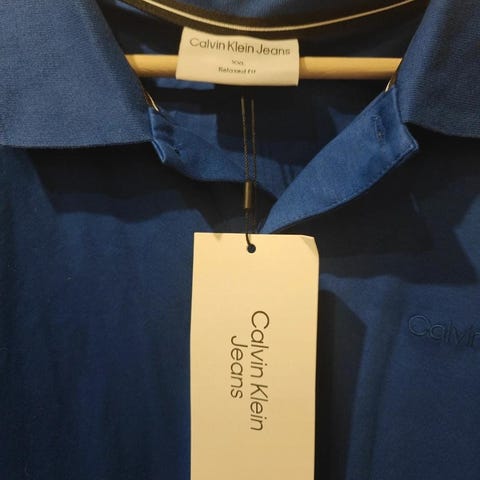 Calvin Klein Jeans
XXL
Relaxed Fit
Calvin Klein
Jeans
Calvin